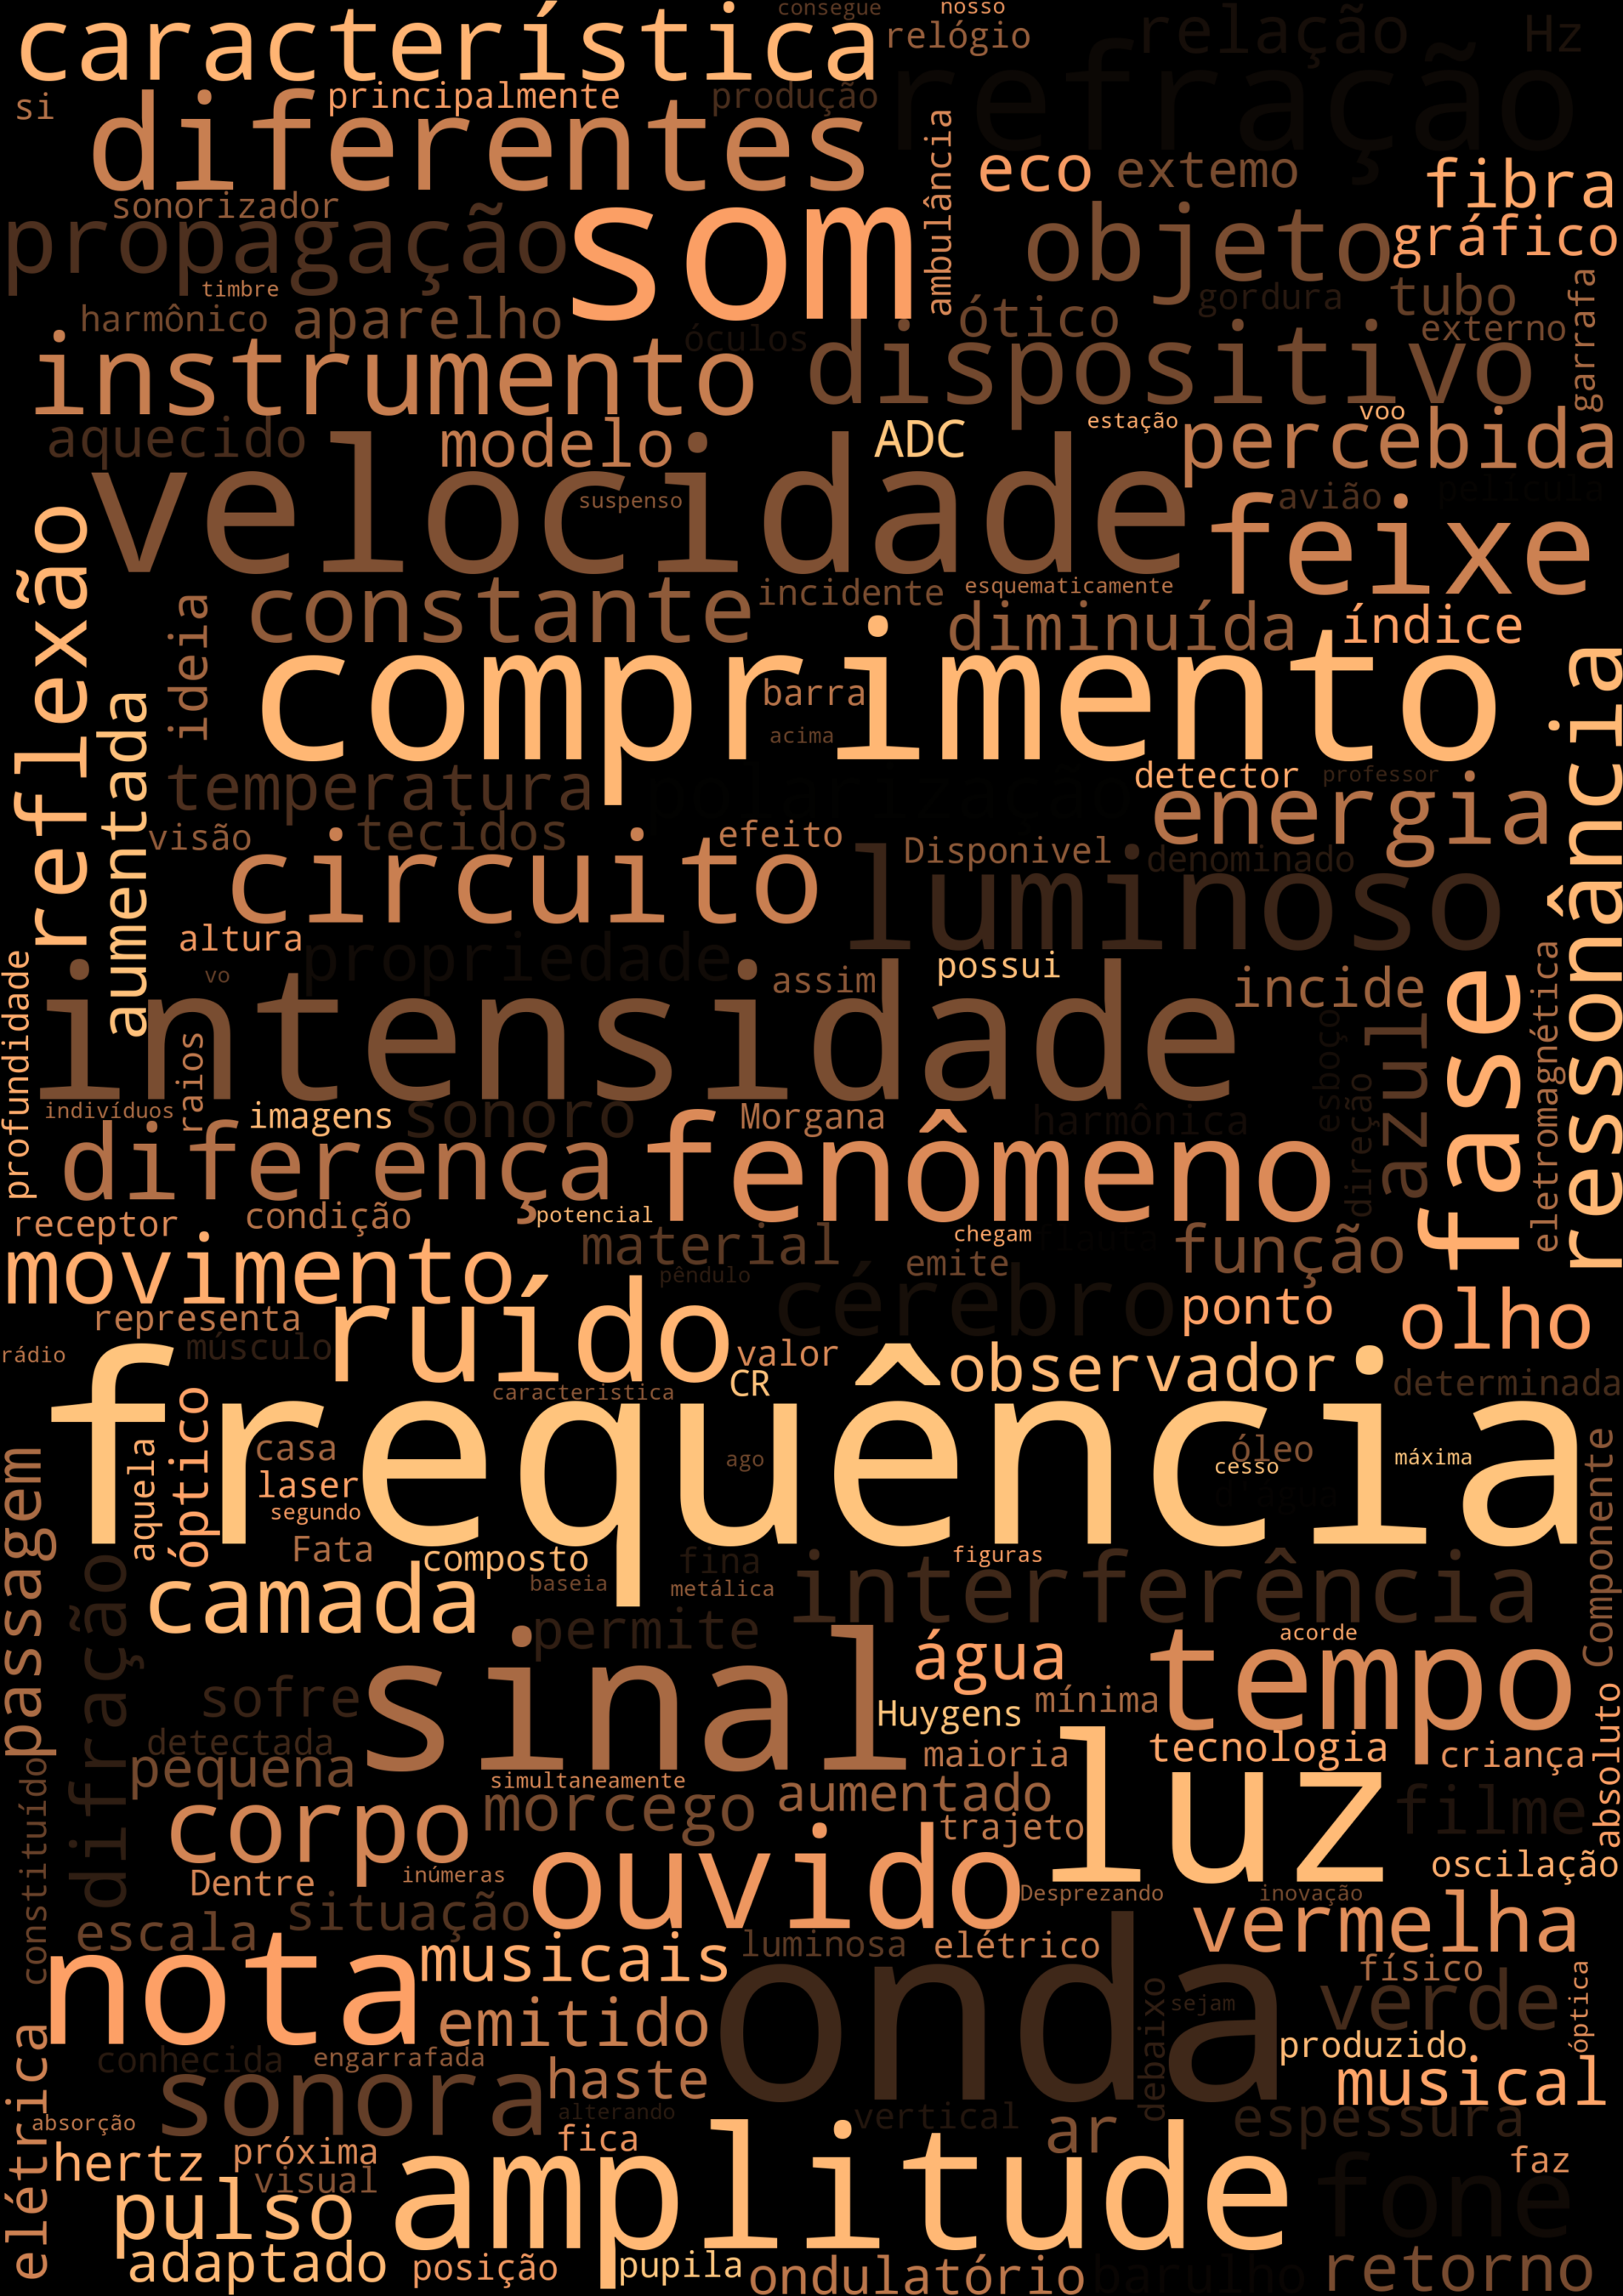 consegue
nosso
característica
relógio
relação
Hz
refração
si
principalmente
produção
diferentes
ambulância
eco
extemo
fibra
sonorizador
propagação
som
objeto
gráfico
timbre
harmônico
aparelho
óculos
ótico
gordura
tubo
externo
garrafa
instrumento
dispositivo
aquecido
modelo
ADC
estação
voo
percebida
velocidade
suspenso
avião
película
feixe
reflexão
constante
incidente
esquematicamente
diminuída
índice
ideia
comprimento
barra
acima
aumentada
ressonância
temperatura
polarização
detector
professor
energia
visão
tecidos
efeito
circuito
Disponivel
denominado
luminoso
altura
propriedade
profundidade
vo
assim
possui
incide
intensidade
fase
eletromagnética
esboço
azul
direção
raios
indivíduos
imagens
sonoro
Morgana
harmônica
diferença
fenômeno
receptor
condição
potencial
material
chegam
flauta
função
movimento
emite
pêndulo
cérebro
ponto
olho
representa
músculo
ruído
rádio
valor
observador
CR
característica
determinada
frequência
aquela
óptico
casa
laser
segundo
ago
óleo
cesso
máxima
d'água
Componente
passagem
Fata
composto
fina
figuras
baseia
metálica
difração
camada
interferência
permite
acorde
água
tempo
sofre
sinal
Huygens
mínima
absoluto
detectada
pequena
maioria
tecnologia
criança
simultaneamente
luz
constituído
corpo
morcego
aumentado
filme
trajeto
oscilação
Dentre
inúmeras
ouvido
Desprezando
inovação
escala
situação
vermelha
nota
musicais
luminosa
elétrico
onda
físico
óptica
emitido
debaixo
sejam
verde
elétrica
conhecida
engarrafada
produzido
sonora
haste
musical
absorção
alterando
vertical
ar
espessura
hertz
próxima
fica
faz
visual
amplitude
pulso
fone
adaptado
posição
pupila
ondulatório
barulho
retorno